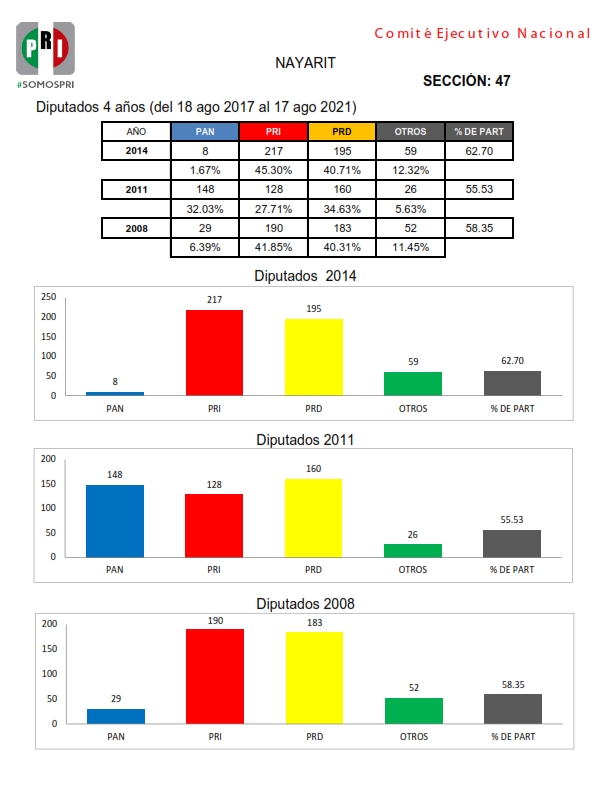 Comité Ejecutivo Nacional
PRI
#SOMOSPRI
NAYARIT
SECCIÓN: 47
Diputados 4 años (del 18 ago 2017 al 17 ago 2021)
AÑO PAN PRI PRD OTROS % DE PART
2014 8 217 195 59 62.70
1.67% 45.30% 40.71% 12.32%
2011 148 128 160 26 55.53
32.03% 27.71% 34.63% 5.63%
2008 29 190 183 52 58.35
6.39% 41.85% 40.31% 11.45%
Diputados 2014
250
200
150
100
50
0
8
217
195
59
62.70
PAN PRI PRD OTROS % DE PART
Diputados 2011
200
150
100
50
0
148
128
160
26
55.53
PAN PRI PRD OTROS % DE PART
Diputados 2008
200
150
100
50
0
29
190
183
52
58.35
PAN PRI PRD OTROS % DE PART